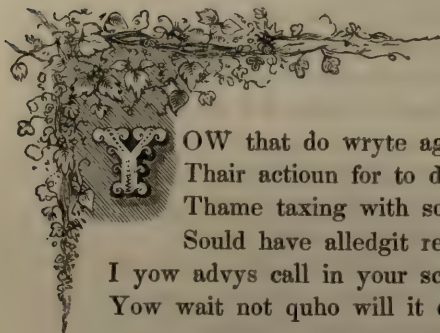 YOW that do wryte ag
Thair actioun for to d
Thame taxing with sc
Sould have alledgit re
I yow advys call in your sc
Yow wait not quho will it